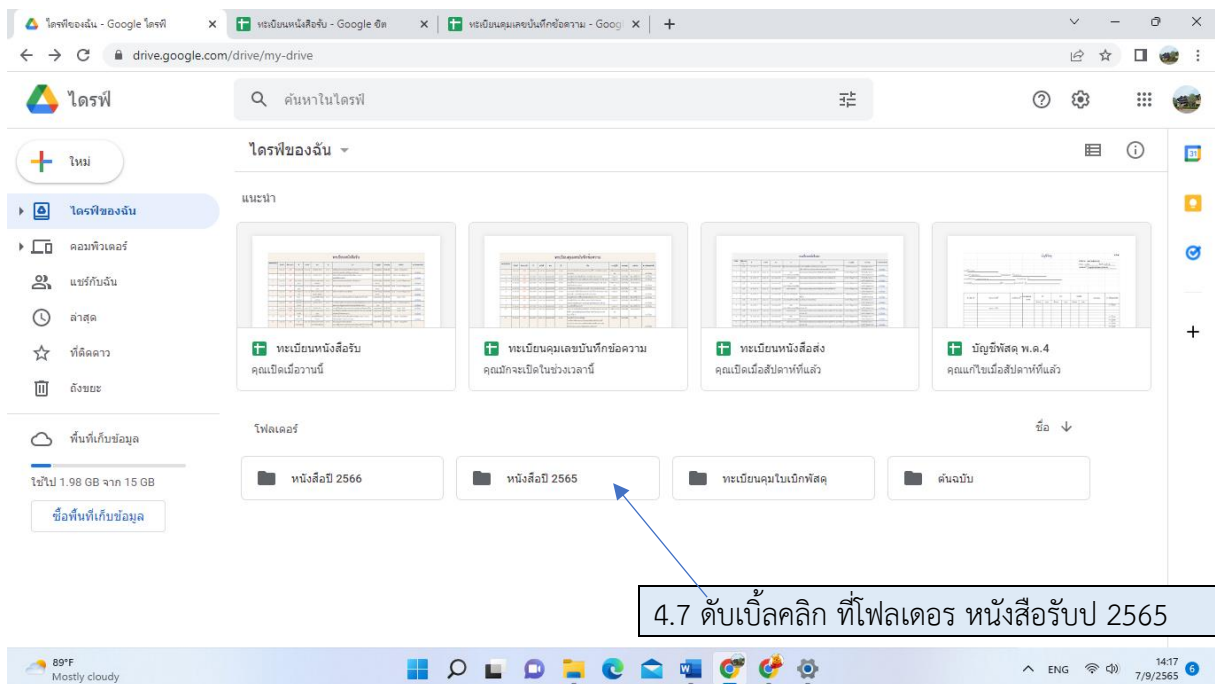 ไดรฟ์ของฉัน - Google ไดรฟ์
ทะเบียนหนังสือรับ - Google ชีต
ทะเบียนคุมเลขบันทึกข้อความ - Goog
drive.google.com/drive/my-drive
ไดรฟ์
ค้นหาในไดรฟ์
ใหม่
ไดรฟ์ของฉัน
คอมพิวเตอร์
แชร์กับฉัน
ล่าสุด
ที่ติดดาว
ถังขยะ
พื้นที่เก็บข้อมูล
ใช้ไป 1.98 GB จาก 15 GB
ซื้อพื้นที่เก็บข้อมูล
ไดรฟ์ของฉัน
31
แนะนำ
ทะเบียนหนังสือรับ
คุณเปิดเมื่อวานนี้
ทะเบียนคุมเลขบันทึกข้อความ
คุณมักจะเปิดในช่วงเวลานี้
ทะเบียนหนังสือส่ง
คุณเปิดเมื่อสัปดาห์ที่แล้ว
บัญชีพัสดุ พ.ด.4
คุณแก้ไขเมื่อสัปดาห์ที่แล้ว
โฟลเดอร์
ชื่อ
หนังสือปี 2566
หนังสือปี 2565
ทะเบียนคุมใบเบิกพัสดุ
ต้นฉบับ
4.7 ดับเบิ้ลคลิก ที่โฟลเดอร หนังสือรับป 2565
89°F
Mostly cloudy
ENG
14:17
7/9/2565
6